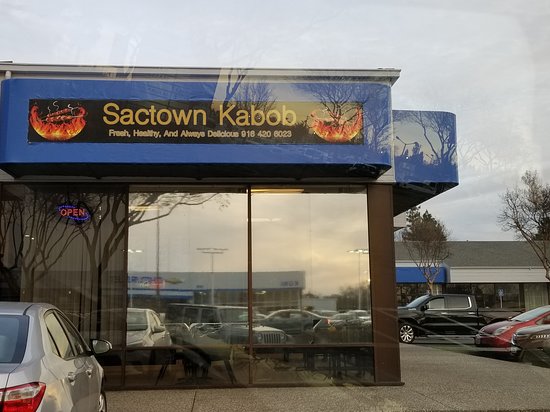 Sactown Kabob
Fresh, Healthy, And Always Delicious 916 420 6023
OPEN